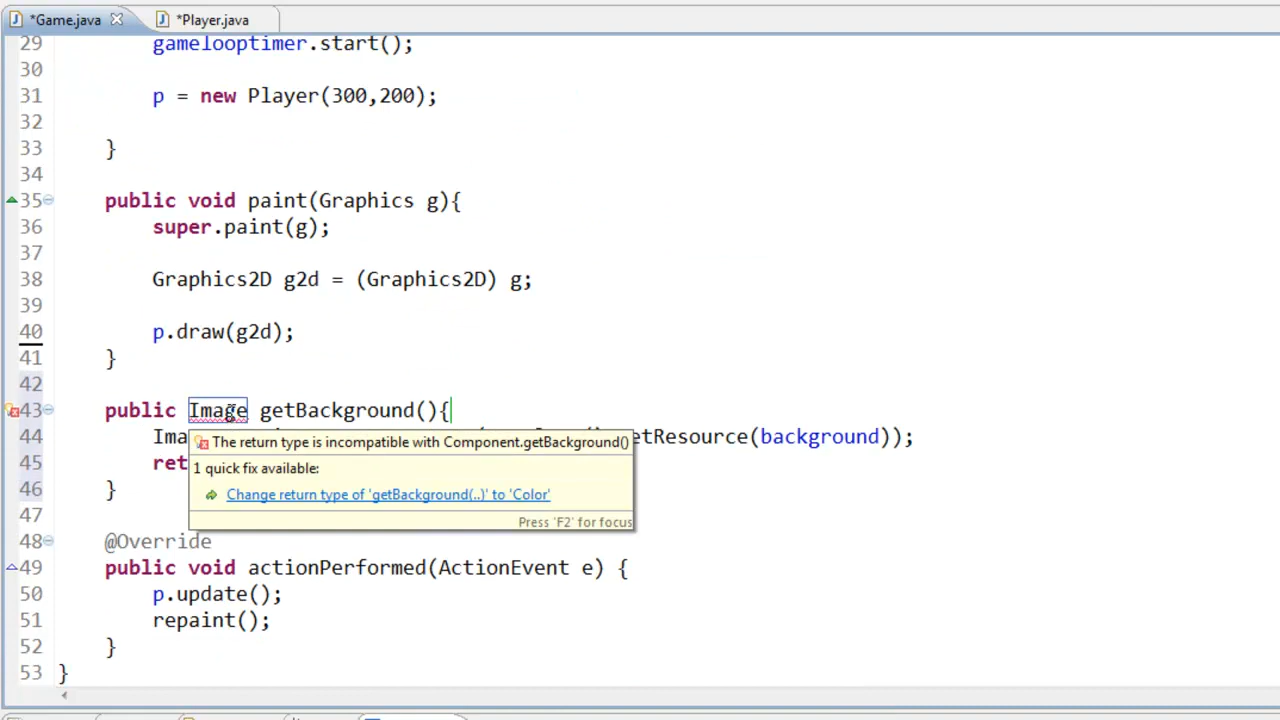 *Game.java *Player.java
29 gamelooptimer.start();
30
31 p = new Player(300,200);
32
33 }
34
35 public void paint(Graphics g){
36 super.paint(g);
37
38 Graphics2D g2d = (Graphics2D) g;
39
40 p.draw(g2d);
41 }
42
43 public Image getBackground(){
44 Ima etResource(background));
The return type is incompatible with Component.getBackground()
45 ret
1 quick fix available:
46 }
Change return type of 'getBackground(..)' to 'Color'
47
Press 'F2' for focus
48 @Override
49 public void actionPerformed(ActionEvent e) {
50 p.update();
51 repaint();
52 }
53 }